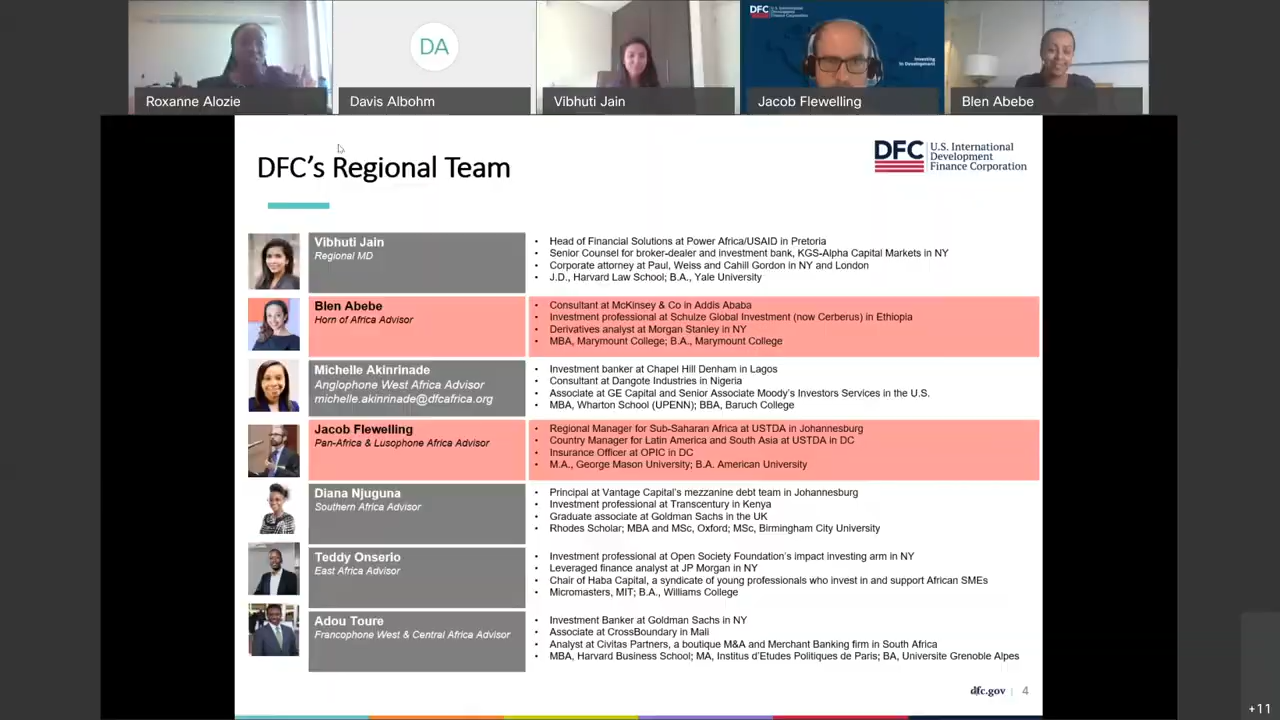 DFC U.S. International
Development
Finance Corporation
Investing
in Development
DA
Roxanne Alozie
Davis Albohm
Vibhuti Jain
Jacob Flewelling
Blen Abebe
DFC's Regional Team
DFC U.S. International
Development
Finance Corporation
Vibhuti Jain
Regional MD
• Head of Financial Solutions at Power Africa/USAID in Pretoria
• Senior Counsel for broker-dealer and investment bank, KGS-Alpha Capital Markets in NY
• Corporate attorney at Paul, Weiss and Cahill Gordon in NY and London
• J.D., Harvard Law School; B.A., Yale University
Blen Abebe
Horn of Africa Advisor
• Consultant at McKinsey & Co in Addis Ababa
• Investment professional at Schulze Global Investment (now Cerberus) in Ethiopia
• Derivatives analyst at Morgan Stanley in NY
• MBA, Marymount College; B.A., Marymount College
Michelle Akinrinade
Anglophone West Africa Advisor
michelle.akinrinade@dfcafrica.org
• Investment banker at Chapel Hill Denham in Lagos
• Consultant at Dangote Industries in Nigeria
• Associate at GE Capital and Senior Associate Moody's Investors Services in the U.S.
• MBA, Wharton School (UPENN); BBA, Baruch College
Jacob Flewelling
Pan-Africa & Lusophone Africa Advisor
• Regional Manager for Sub-Saharan Africa at USTDA in Johannesburg
• Country Manager for Latin America and South Asia at USTDA in DC
• Insurance Officer at OPIC in DC
• M.A., George Mason University; B.A. American University
Diana Njuguna
Southern Africa Advisor
• Principal at Vantage Capital's mezzanine debt team in Johannesburg
• Investment professional at Transcentury in Kenya
• Graduate associate at Goldman Sachs in the UK
• Rhodes Scholar; MBA and MSc, Oxford; MSc, Birmingham City University
Teddy Onserio
East Africa Advisor
• Investment professional at Open Society Foundation's impact investing arm in NY
• Leveraged finance analyst at JP Morgan in NY
• Chair of Haba Capital, a syndicate of young professionals who invest in and support African SMEs
• Micromasters, MIT; B.A., Williams College
Adou Toure
Francophone West & Central Africa Advisor
• Investment Banker at Goldman Sachs in NY
• Associate at CrossBoundary in Mali
• Analyst at Civitas Partners, a boutique M&A and Merchant Banking firm in South Africa
• MBA, Harvard Business School; MA, Institus d'Etudes Politiques de Paris; BA, Universite Grenoble Alpes
dfc.gov | 4
+11